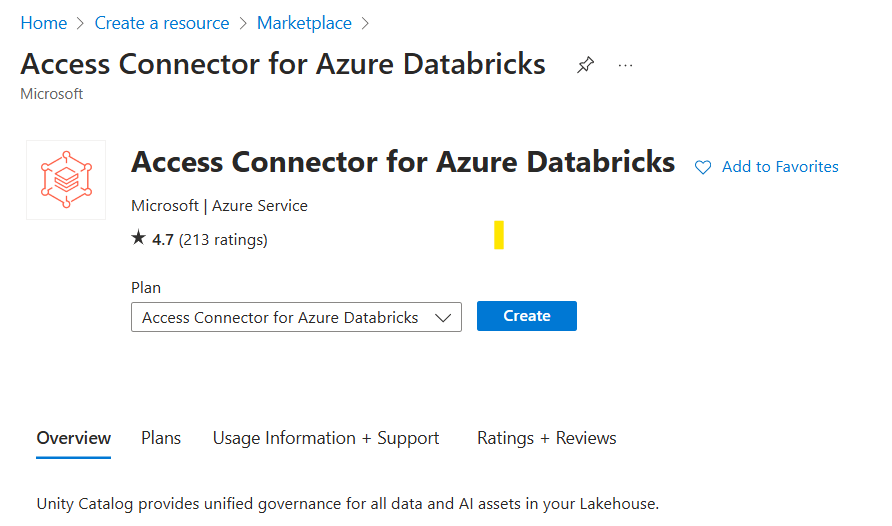 Home > Create a resource > Marketplace >
Access Connector for Azure Databricks ...
Microsoft
Access Connector for Azure Databricks
Add to Favorites
Microsoft | Azure Service
★ 4.7 (213 ratings)
Plan
Access Connector for Azure Databricks
Create
Overview Plans Usage Information + Support Ratings + Reviews
Unity Catalog provides unified governance for all data and AI assets in your Lakehouse.